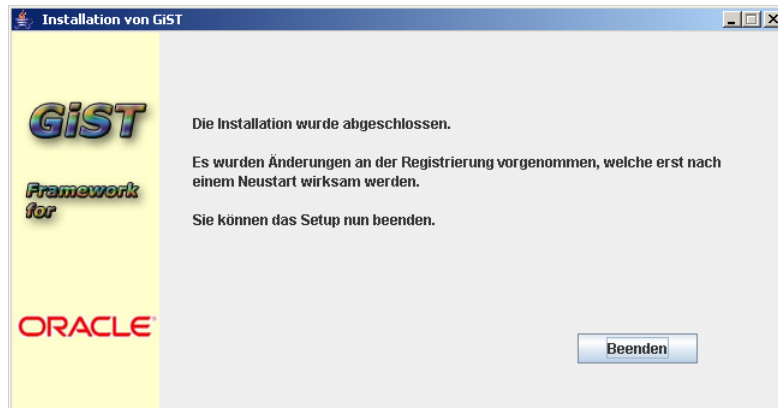 Installation von GiST
GiST
Framework
for
ORACLE
Die Installation wurde abgeschlossen.
Es wurden Änderungen an der Registrierung vorgenommen, welche erst nach
einem Neustart wirksam werden.
Sie können das Setup nun beenden.
Beenden